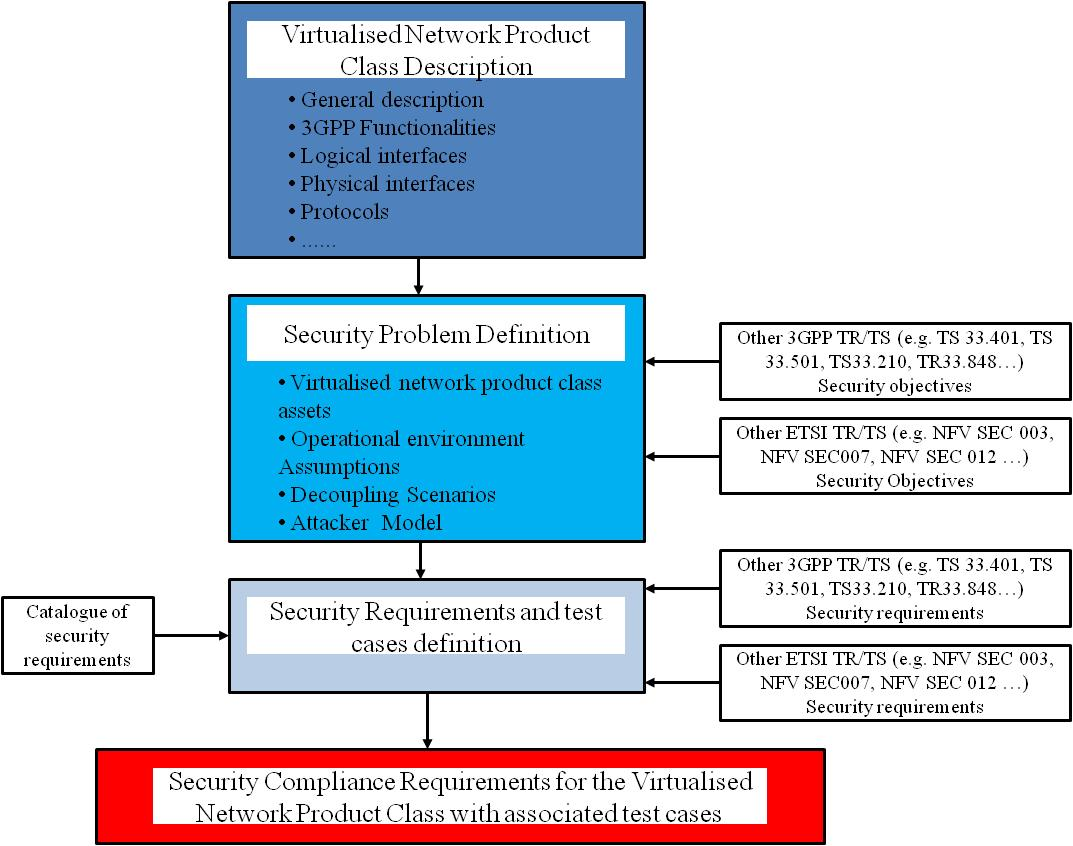 Virtualised Network Product
Class Description
• General description
• 3GPP Functionalities
• Logical interfaces
• Physical interfaces
• Protocols
• ......
Security Problem Definition
• Virtualised network product class
assets
• Operational environment
Assumptions
• Decoupling Scenarios
• Attacker Model
Other 3GPP TR/TS (e.g. TS 33.401, TS
33.501, TS33.210, TR33.848…)
Security objectives
Other ETSI TR/TS (e.g. NFV SEC 003,
NFV SEC007, NFV SEC 012 …)
Security Objectives
Catalogue of
security
requirements
Security Requirements and test
cases definition
Other 3GPP TR/TS (e.g. TS 33.401, TS
33.501, TS33.210, TR33.848…)
Security requirements
Other ETSI TR/TS (e.g. NFV SEC 003,
NFV SEC007, NFV SEC 012 …)
Security requirements
Security Compliance Requirements for the Virtualised
Network Product Class with associated test cases